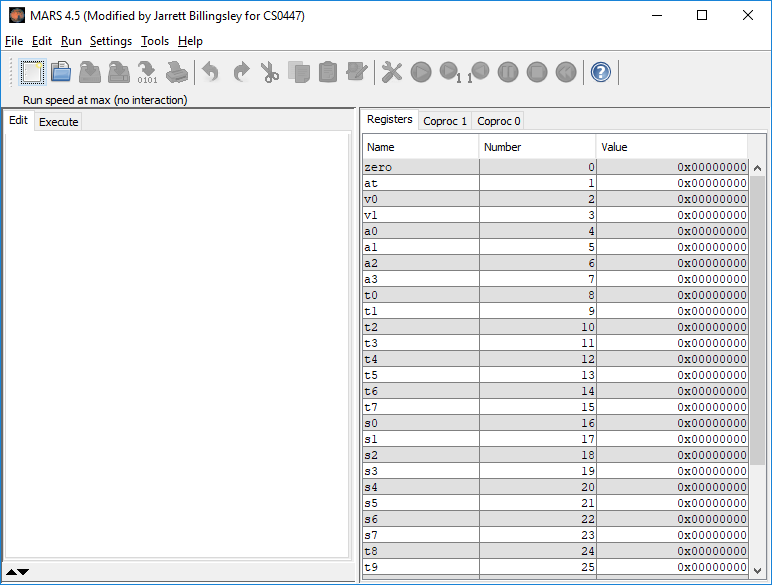 MARS 4.5 (Modified by Jarrett Billingsley for CS0447)
File Edit Run Settings Tools Help
0101 1 1 ?
Run speed at max (no interaction)
Edit Execute
Registers Coproc 1 Coproc 0
Name Number Value
zero 0 0x00000000
at 1 0x00000000
v0 2 0x00000000
v1 3 0x00000000
a0 4 0x00000000
a1 5 0x00000000
a2 6 0x00000000
a3 7 0x00000000
t0 8 0x00000000
t1 9 0x00000000
t2 10 0x00000000
t3 11 0x00000000
t4 12 0x00000000
t5 13 0x00000000
t6 14 0x00000000
t7 15 0x00000000
s0 16 0x00000000
s1 17 0x00000000
s2 18 0x00000000
s3 19 0x00000000
s4 20 0x00000000
s5 21 0x00000000
s6 22 0x00000000
s7 23 0x00000000
t8 24 0x00000000
t9 25 0x00000000